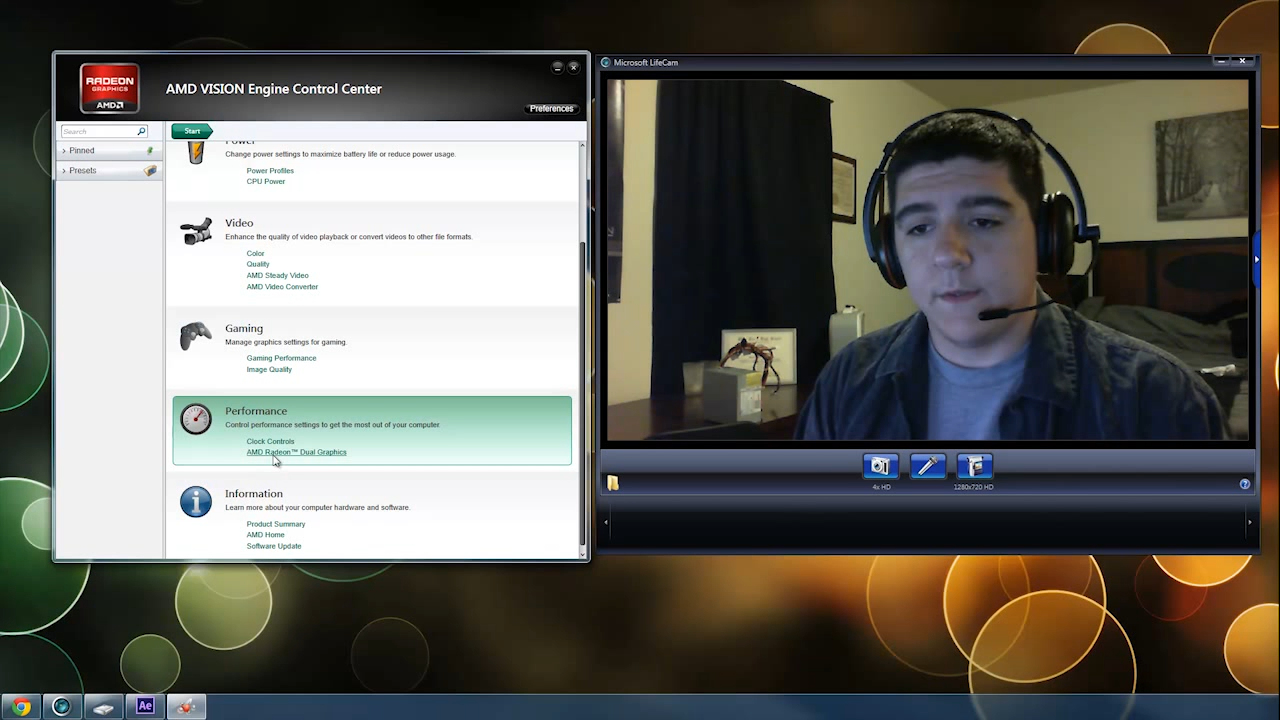 RADEON
GRAPHICS
AMD
AMD VISION Engine Control Center
Preferences
Search
Start
Pinned
Presets
Power
Change power settings to maximize battery life or reduce power usage.
Power Profiles
CPU Power
Video
Enhance the quality of video playback or convert videos to other file formats.
Color
Quality
AMD Steady Video
AMD Video Converter
Gaming
Manage graphics settings for gaming.
Gaming Performance
Image Quality
Performance
Control performance settings to get the most out of your computer.
Clock Controls
AMD Radeon™ Dual Graphics
Information
Learn more about your computer hardware and software.
Product Summary
AMD Home
Software Update
Microsoft LifeCam
4x HD
1280x720 HD
Ae